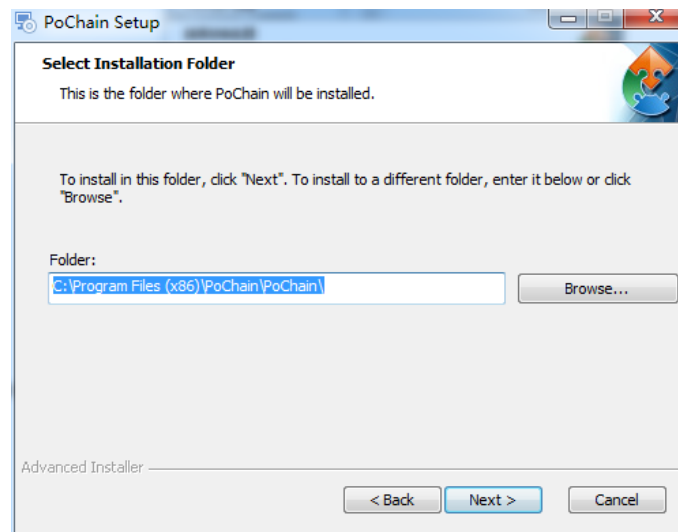 PoChain Setup
Select Installation Folder
This is the folder where PoChain will be installed.
To install in this folder, click "Next". To install to a different folder, enter it below or click
"Browse".
Folder:
C:\Program Files (x86)\PoChain\PoChain\
Browse...
Advanced Installer
< Back
Next >
Cancel